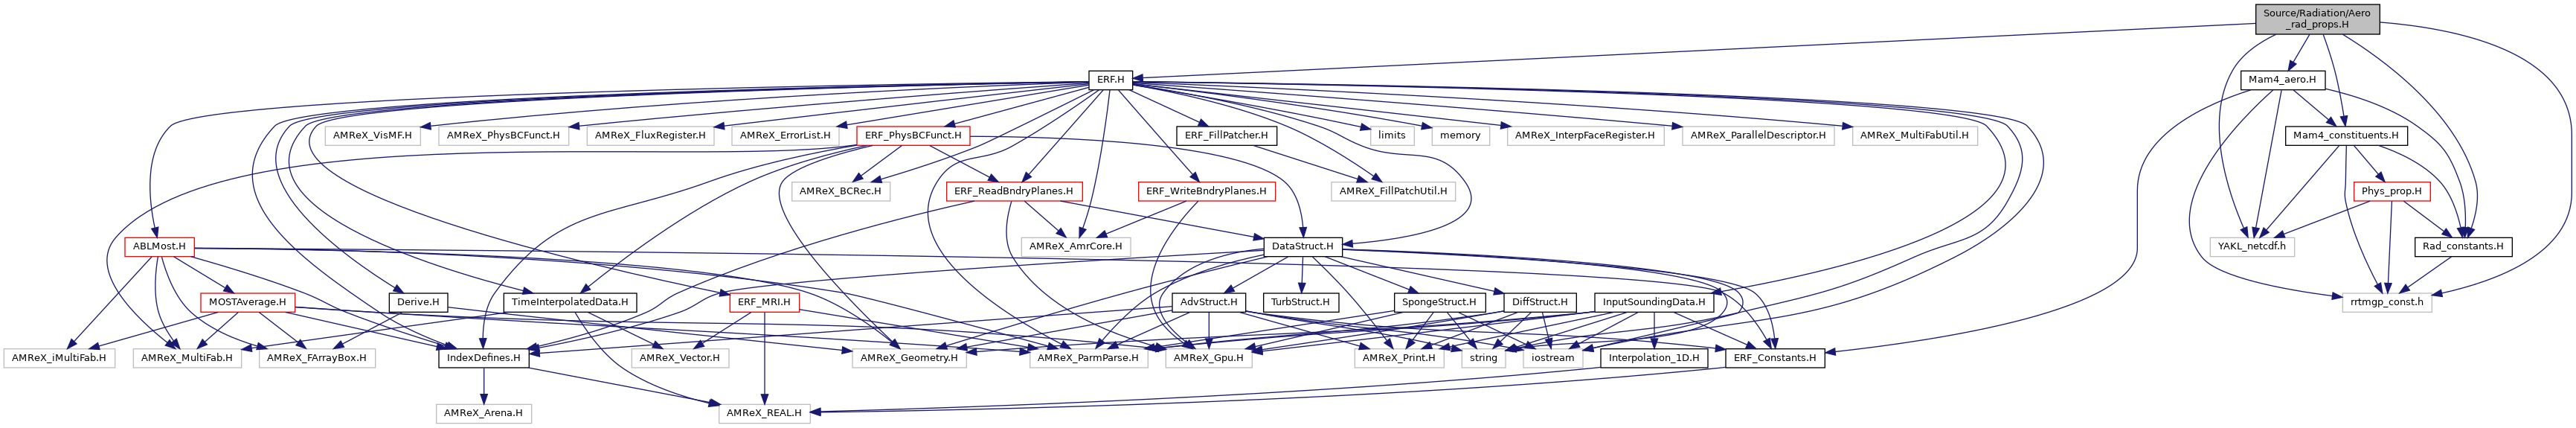 Source/Radiation/Aero
_rad_props.H
ERF.H
Mam4_aero.H
AMReX_VisMF.H
AMReX_PhysBCFunct.H
AMReX_FluxRegister.H
AMReX_ErrorList.H
ERF_PhysBCFunct.H
ERF_FillPatcher.H
limits
memory
AMReX_InterpFaceRegister.H
AMReX_ParallelDescriptor.H
AMReX_MultiFabUtil.H
Mam4_constituents.H
AMReX_BCRec.H
ERF_ReadBndryPlanes.H
ERF_WriteBndryPlanes.H
AMReX_FillPatchUtil.H
Phys_prop.H
ABLMost.H
AMReX_AmrCore.H
DataStruct.H
YAKL_netcdf.h
Rad_constants.H
MOSTAverage.H
Derive.H
TimeInterpolatedData.H
ERF_MRI.H
AdvStruct.H
TurbStruct.H
SpongeStruct.H
DiffStruct.H
InputSoundingData.H
rrtmgp_const.h
AMReX_iMultiFab.H
AMReX_MultiFab.H
AMReX_FArrayBox.H
IndexDefines.H
AMReX_Vector.H
AMReX_Geometry.H
AMReX_ParmParse.H
AMReX_Gpu.H
AMReX_Print.H
string
iostream
Interpolation_1D.H
ERF_Constants.H
AMReX_Arena.H
AMReX_REAL.H